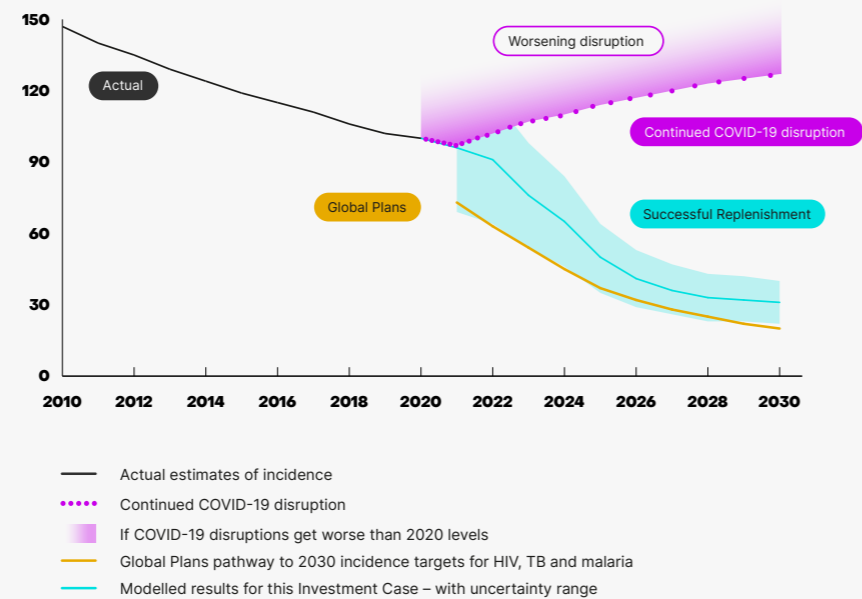 150
Worsening disruption
Actual
120
Continued COVID-19 disruption
90
Global Plans
Successful Replenishment
60
30
0
2010 2012 2014 2016 2018 2020 2022 2024 2026 2028 2030
Actual estimates of incidence
Continued COVID-19 disruption
If COVID-19 disruptions get worse than 2020 levels
Global Plans pathway to 2030 incidence targets for HIV, TB and malaria
Modelled results for this Investment Case – with uncertainty range